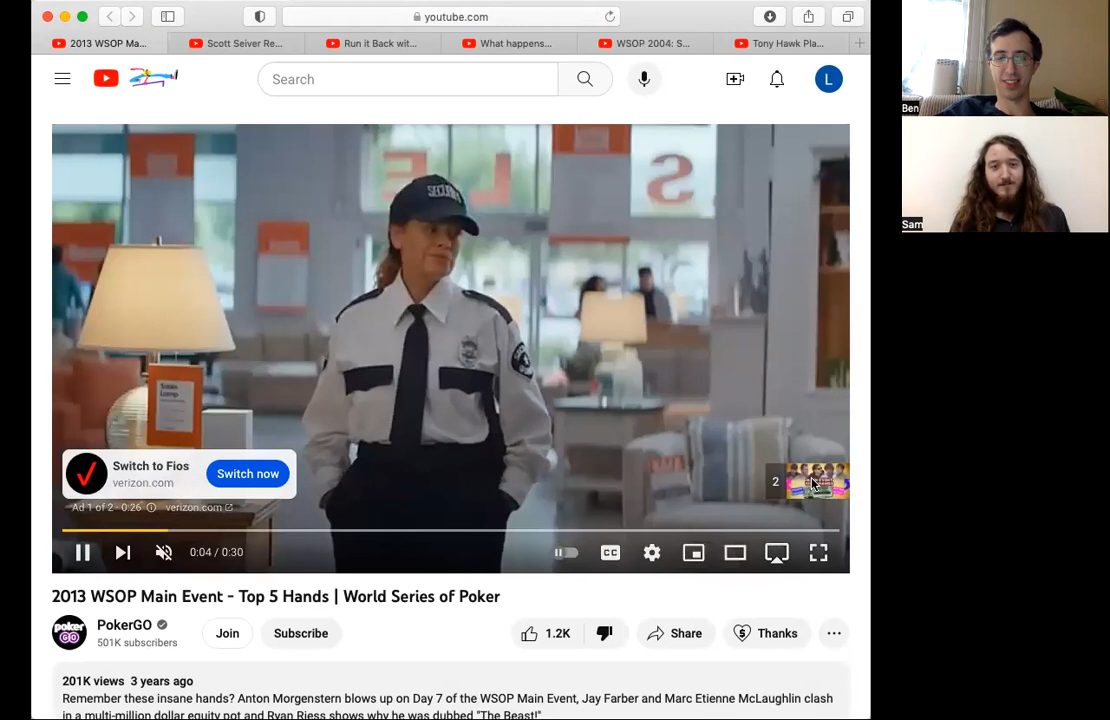 youtube.com
2013 WSOP Ma...
Scott Seiver Re...
Run it Back wit...
What happens...
WSOP 2004: S...
Tony Hawk Pla...
Search
L
SECURITY
S
Switch to Fios
verizon.com
Switch now
2
Ad 1 of 2 · 0:26
verizon.com
0:04 / 0:30
CC
2013 WSOP Main Event - Top 5 Hands | World Series of Poker
poker GO
PokerGO
501K subscribers
Join
Subscribe
1.2K
Share
Thanks
201K views 3 years ago
Remember these insane hands? Anton Morgenstern blows up on Day 7 of the WSOP Main Event, Jay Farber and Marc Etienne McLaughlin clash
in a multi-million dollar equity pot and Ryan Riess shows why he was dubbed "The Beast!"
Ben
Sam